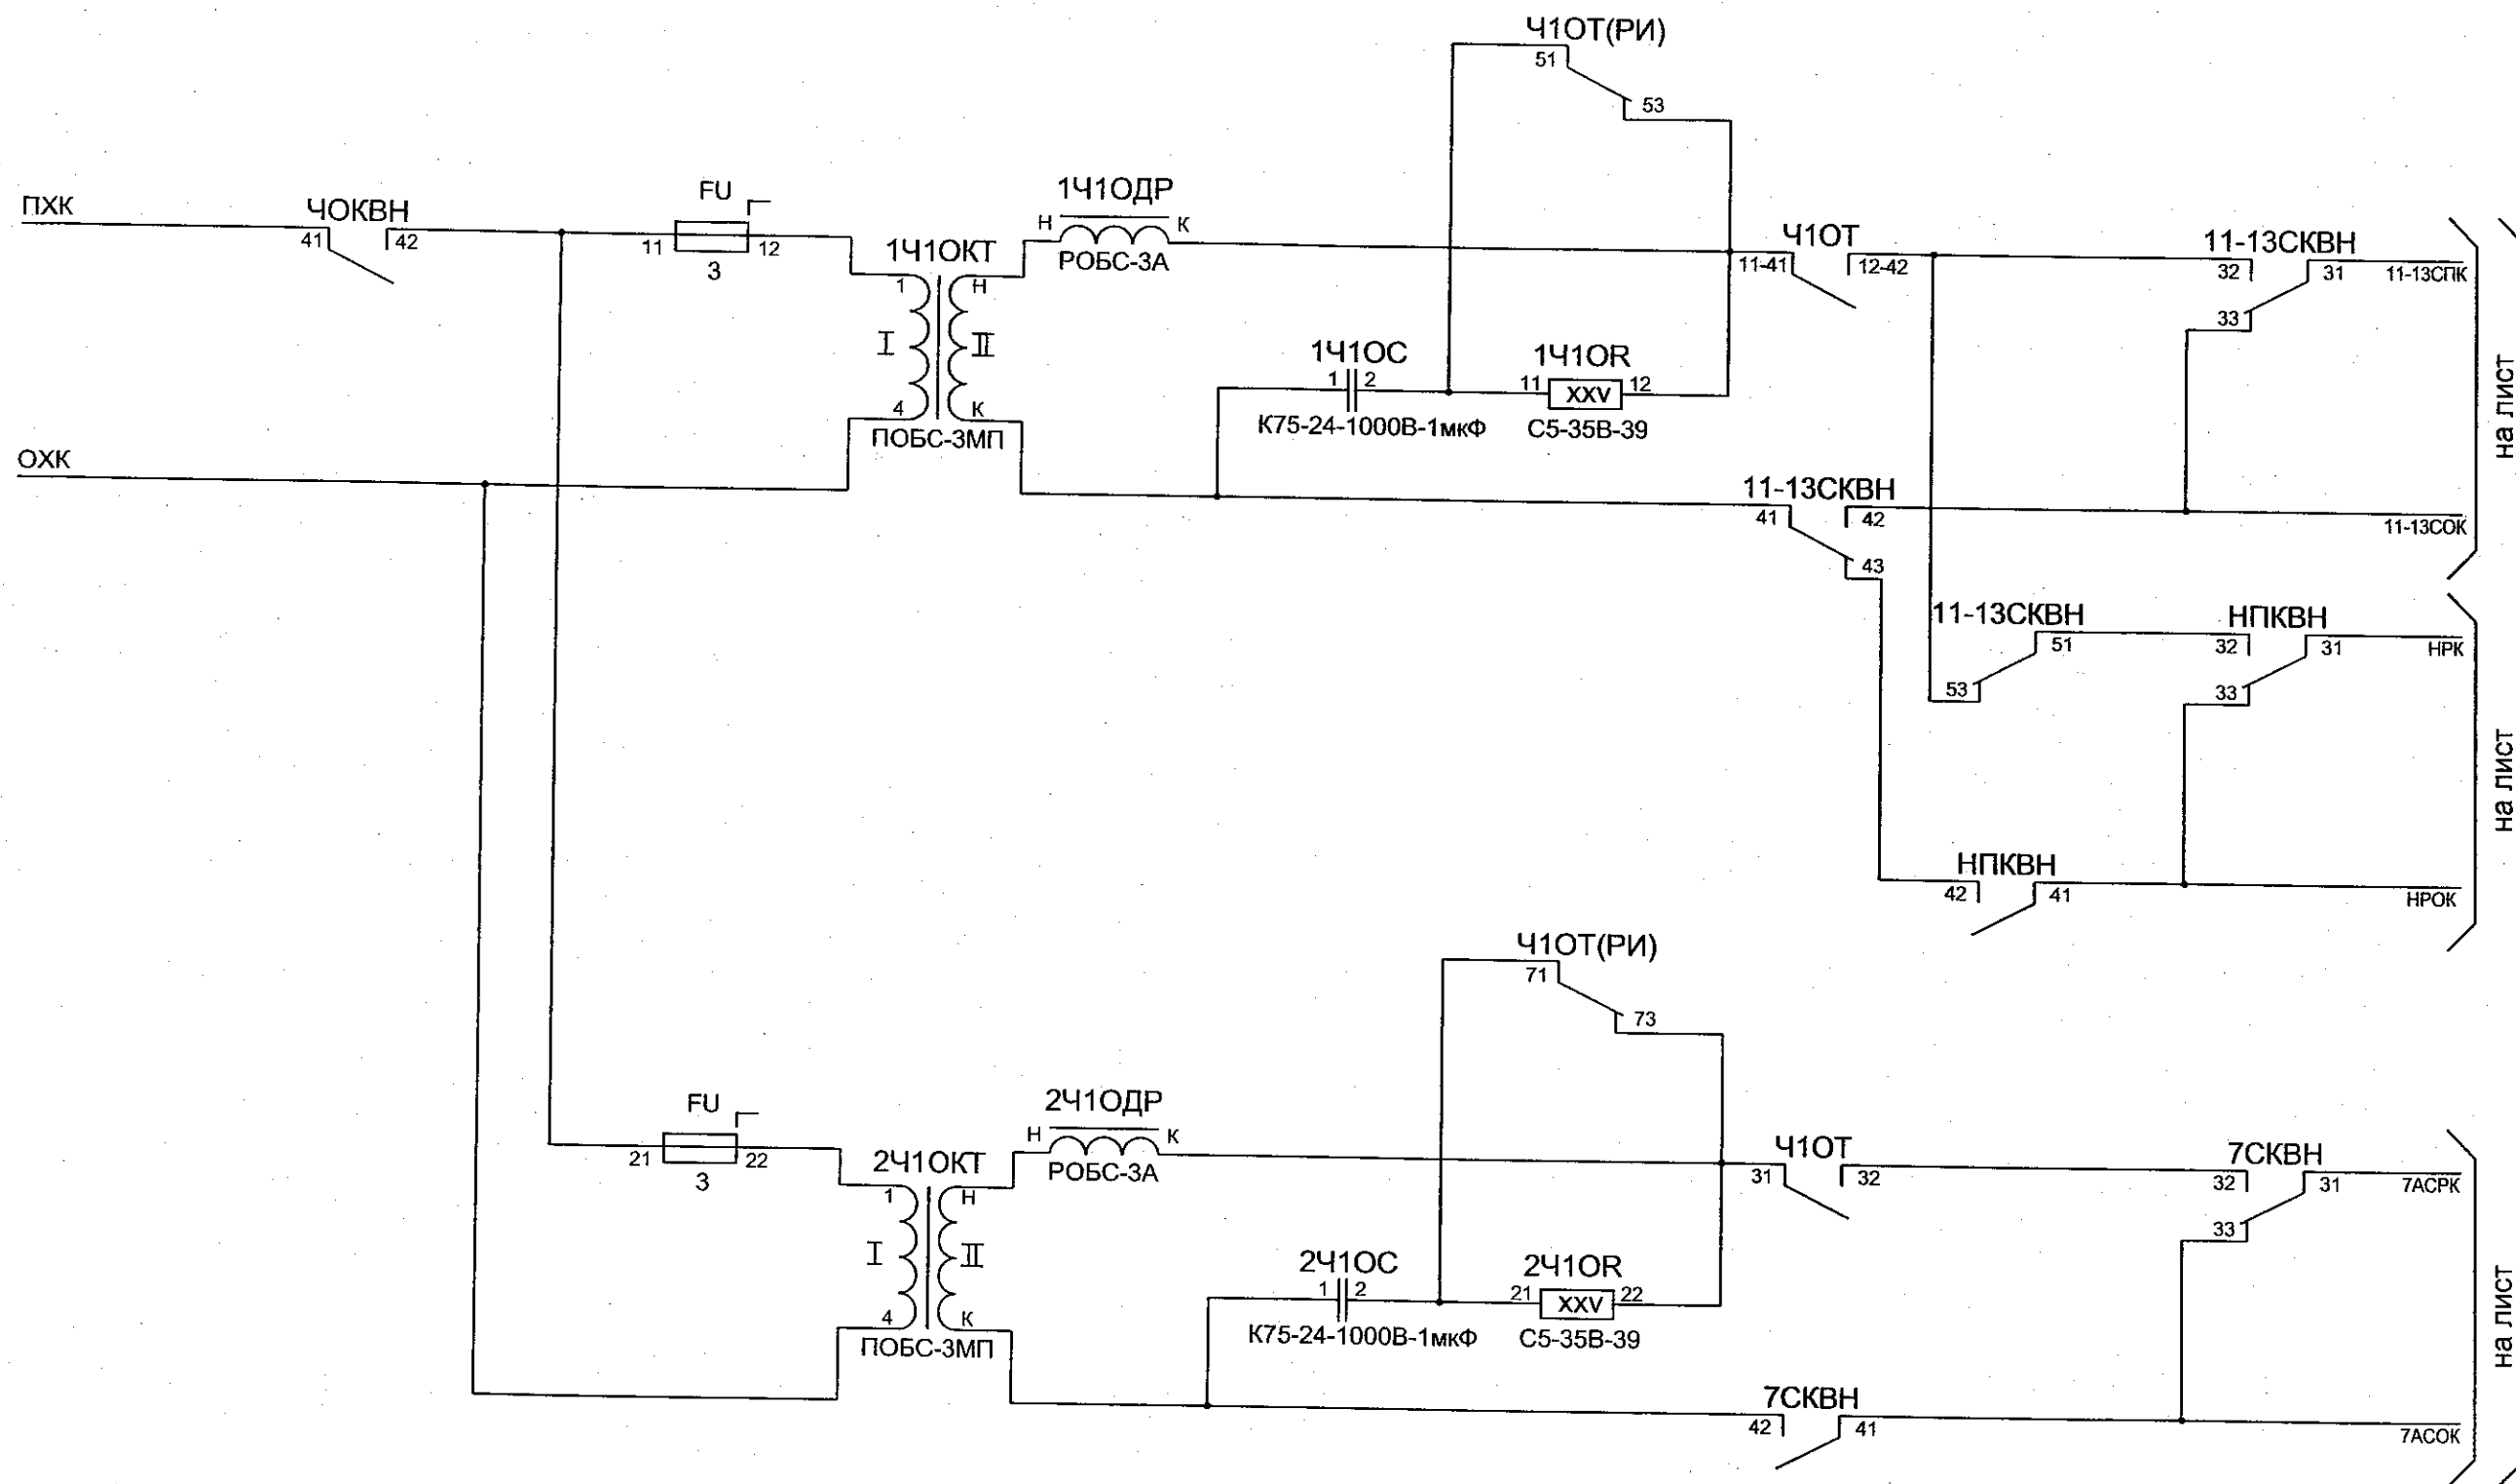 Ч1ОТ(РИ)
51
53
ПХК
ЧОКВН
41 42
FU
11 12
3
1Ч1ОКТ
1 Н
I II
4 К
ПОБС-3МП
1Ч1ОДР
Н К
РОБС-3А
1Ч1ОС
1 2
К75-24-1000В-1мкФ
1Ч1ОR
11 XXV 12
С5-35В-39
Ч1ОТ
11-41 12-42
11-13СКВН
32 31 11-13СПК
33
ОХК
11-13СКВН
41 42 11-13СОК
43
на лист
11-13СКВН
51
53
НПКВН
32 31 НРК
33
НПКВН
42 41 НРОК
на лист
Ч1ОТ(РИ)
71
73
FU
21 22
3
2Ч1ОКТ
1 Н
I II
4 К
ПОБС-3МП
2Ч1ОДР
Н К
РОБС-3А
2Ч1ОС
1 2
К75-24-1000В-1мкФ
2Ч1ОR
21 XXV 22
С5-35В-39
Ч1ОТ
31 32
7СКВН
32 31 7АСРК
33
7СКВН
42 41 7АСОК
на лист